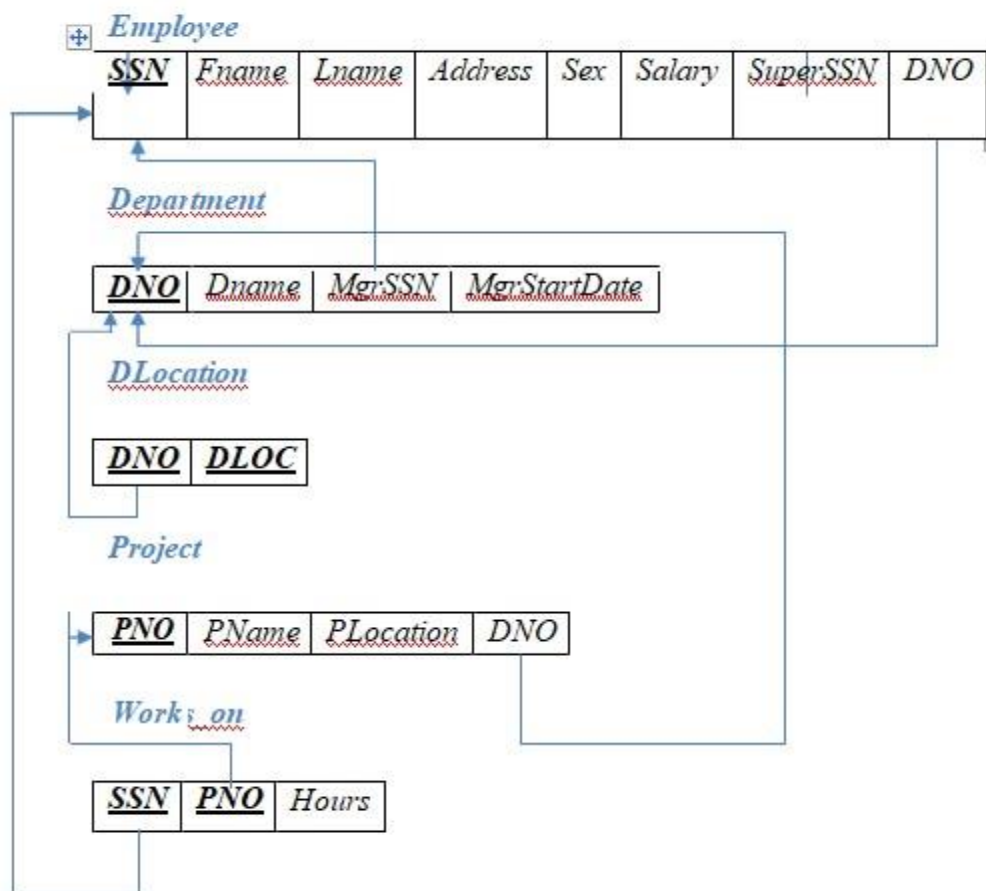 Employee
SSN Fname Lname Address Sex Salary SuperSSN DNO
Department
DNO Dname MgrSSN MgrStartDate
DLocation
DNO DLOC
Project
PNO PName PLocation DNO
Works_on
SSN PNO Hours